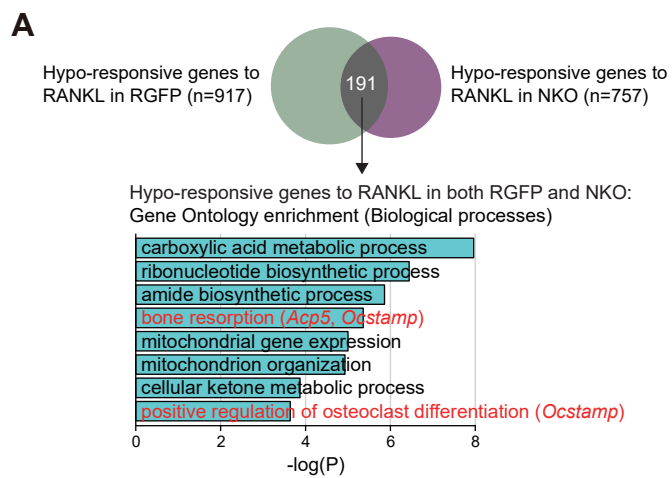 A
Hypo-responsive genes to
RANKL in RGFP (n=917)
191
Hypo-responsive genes to
RANKL in NKO (n=757)
Hypo-responsive genes to RANKL in both RGFP and NKO:
Gene Ontology enrichment (Biological processes)
carboxylic acid metabolic process
ribonucleotide biosynthetic process
amide biosynthetic process
bone resorption (Acp5, Ocstamp)
mitochondrial gene expression
mitochondrion organization
cellular ketone metabolic process
positive regulation of osteoclast differentiation (Ocstamp)
0 2 4 6 8
-log(P)